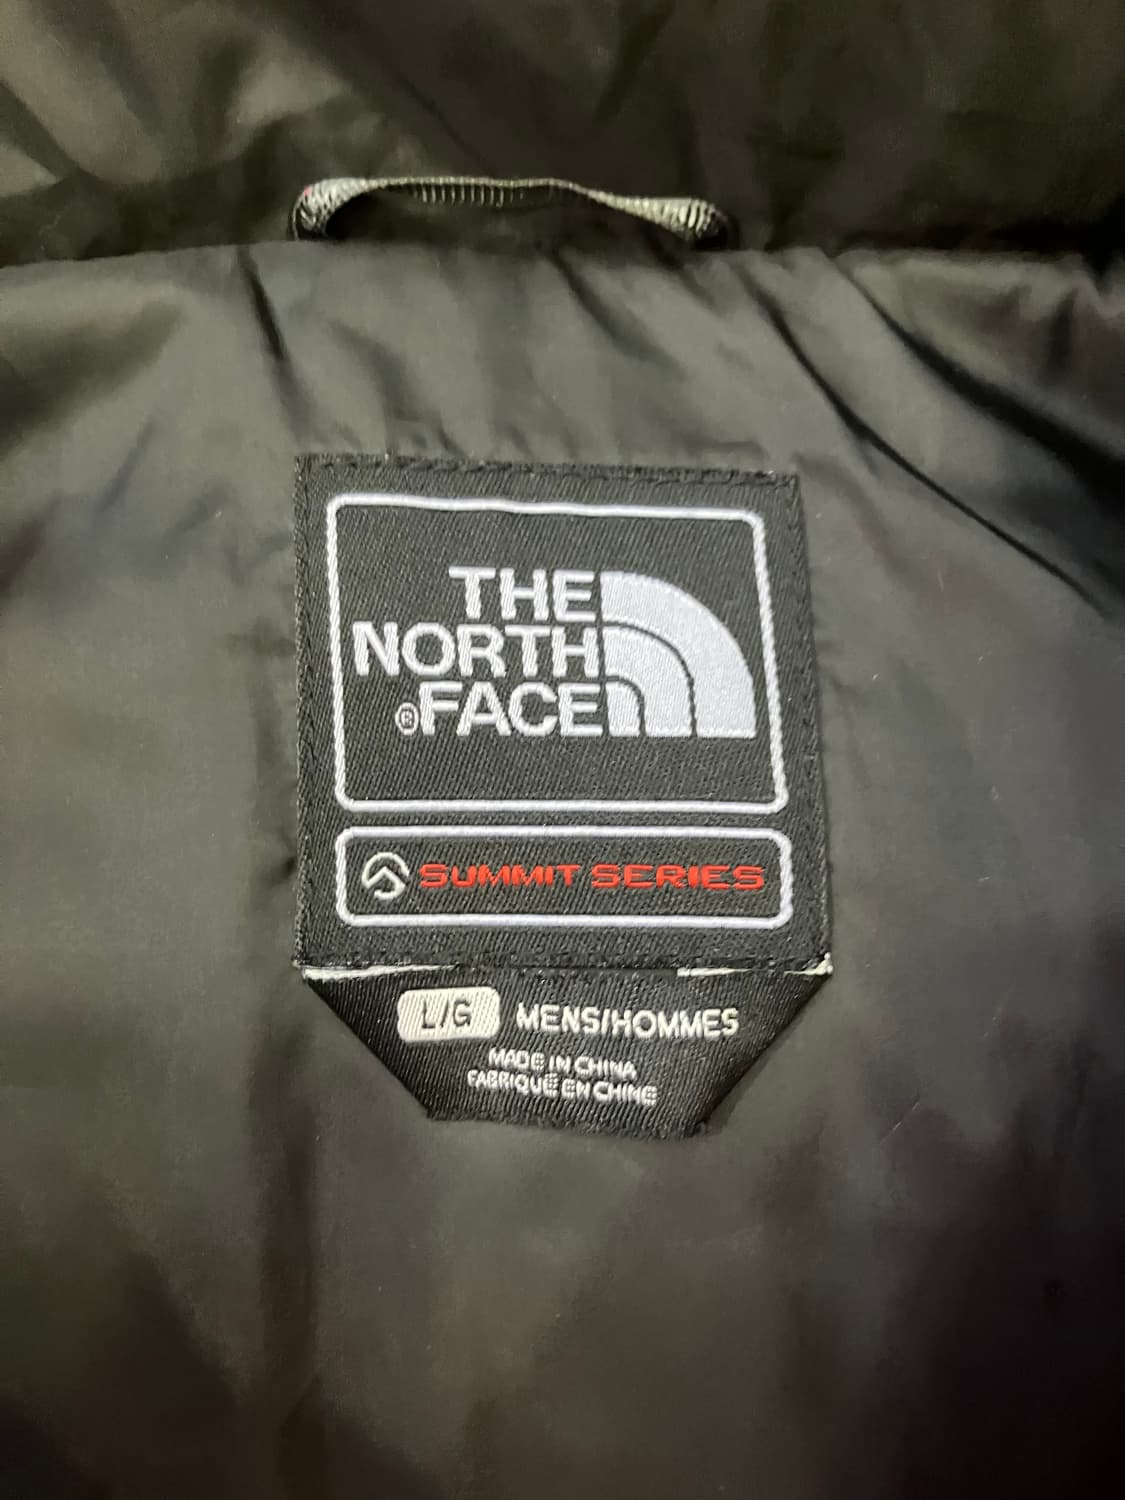 THE
NORTH
®FACE
SUMMIT SERIES
L/G MENS/HOMMES
MADE IN CHINA
FABRIQUÉ EN CHINE